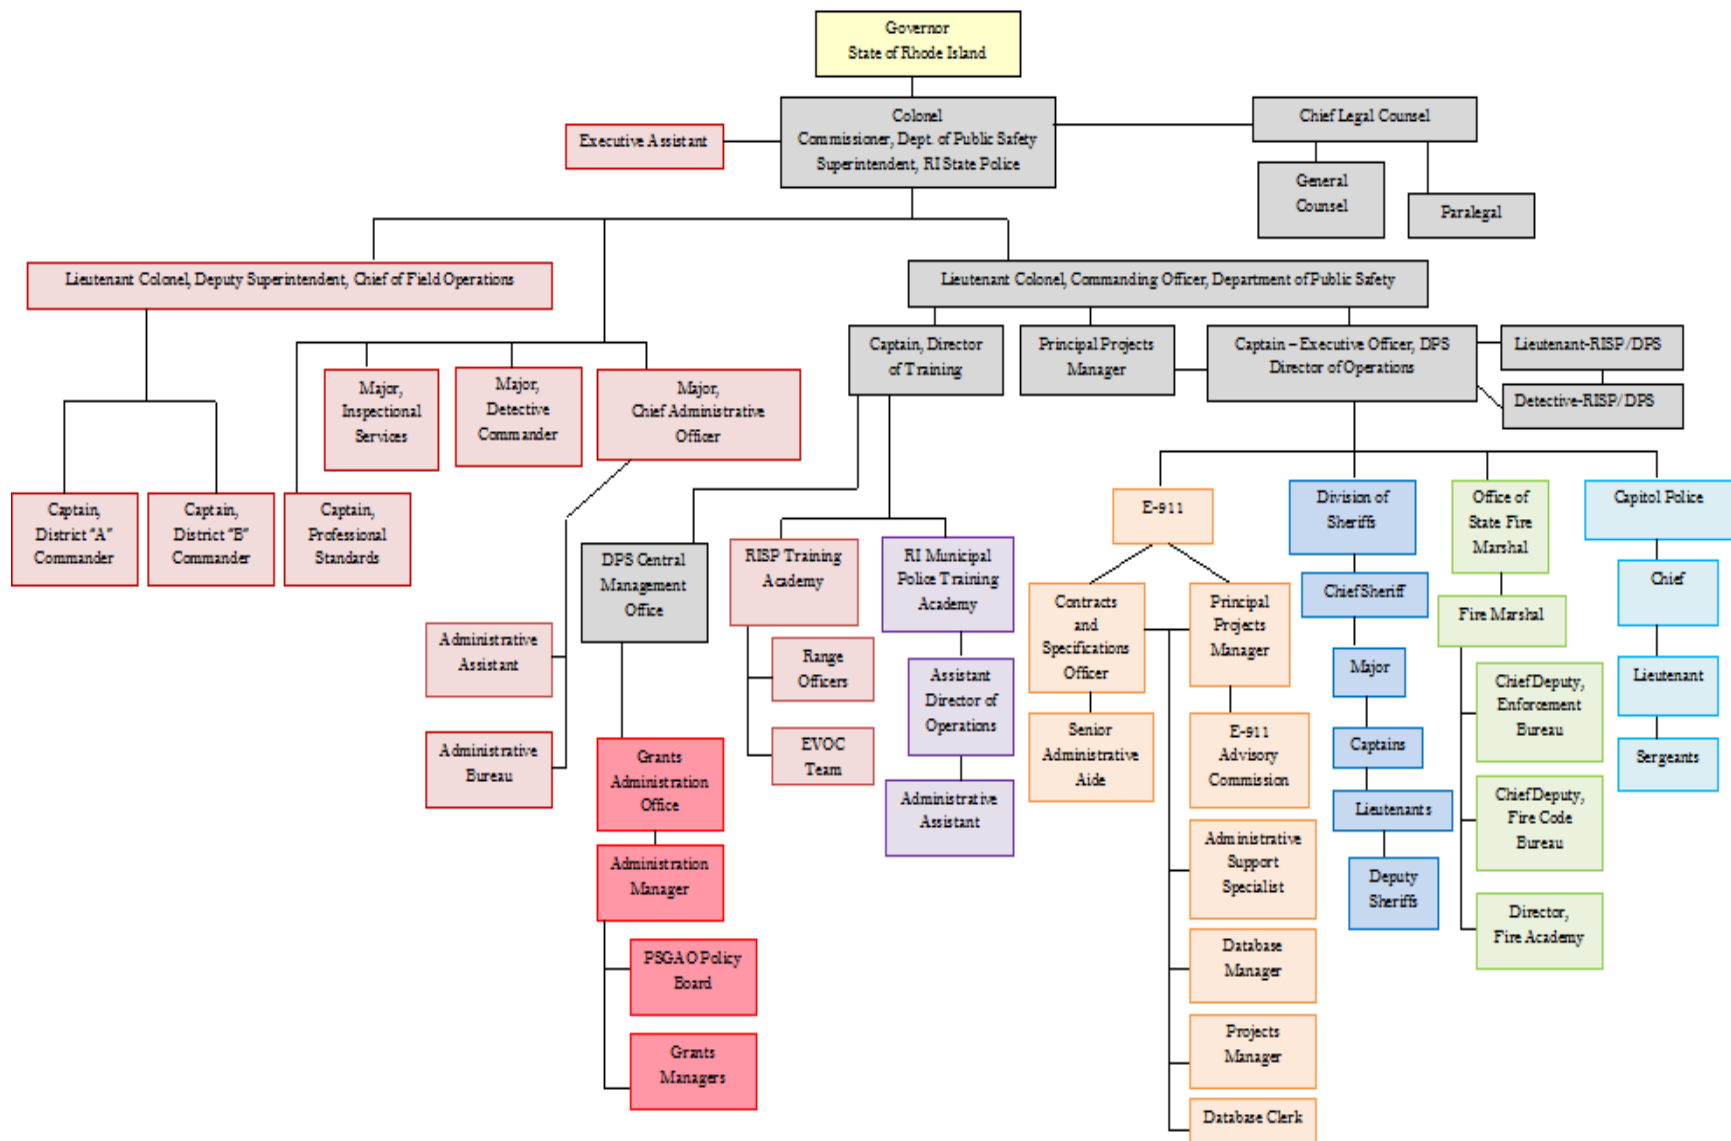 Governor
State of Rhode Island
Colonel
Commissioner, Dept. of Public Safety
Superintendent, RI State Police
Executive Assistant
Chief Legal Counsel
General
Counsel
Paralegal
Lieutenant Colonel, Deputy Superintendent, Chief of Field Operations
Lieutenant Colonel, Commanding Officer, Department of Public Safety
Captain, Director
of Training
Principal Projects
Manager
Captain – Executive Officer, DPS
Director of Operations
Lieutenant-RISP/DPS
Detective-RISP/DPS
Major,
Inspectional
Services
Major,
Detective
Commander
Major,
Chief Administrative
Officer
Captain,
District "A"
Commander
Captain,
District "B"
Commander
Captain,
Professional
Standards
Administrative
Assistant
Administrative
Bureau
DPS Central
Management
Office
RISP Training
Academy
Range
Officers
EVOC
Team
RI Municipal
Police Training
Academy
Assistant
Director of
Operations
Administrative
Assistant
Grants
Administration
Office
Administration
Manager
PSGAO Policy
Board
Grants
Managers
E-911
Contracts
and
Specifications
Officer
Senior
Administrative
Aide
Principal
Projects
Manager
E-911
Advisory
Commission
Administrative
Support
Specialist
Database
Manager
Projects
Manager
Database Clerk
Division of
Sheriffs
Chief Sheriff
Major
Captains
Lieutenants
Deputy
Sheriffs
Office of
State Fire
Marshal
Fire Marshal
Chief Deputy,
Enforcement
Bureau
Chief Deputy,
Fire Code
Bureau
Director,
Fire Academy
Capitol Police
Chief
Lieutenant
Sergeants